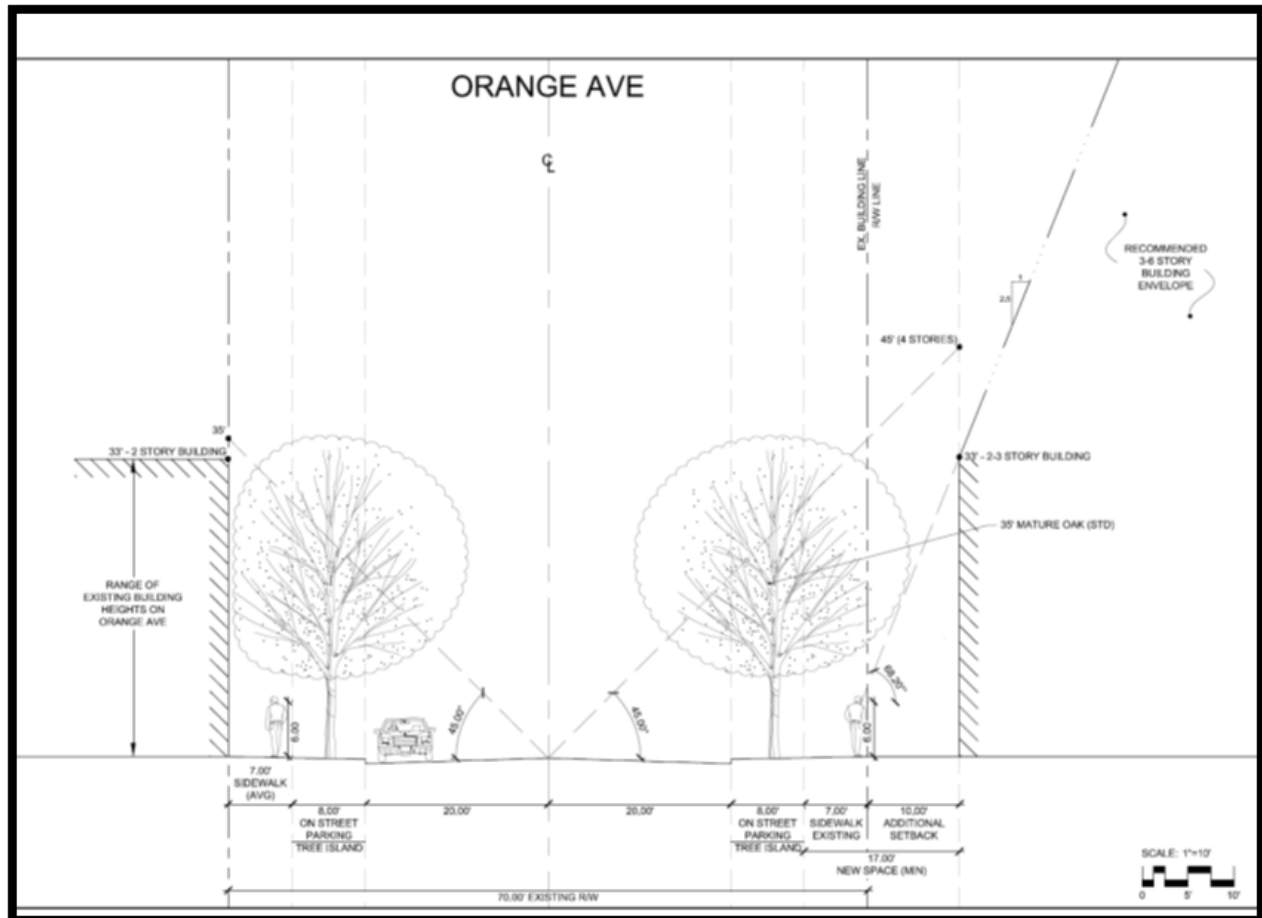 ORANGE AVE
CL
EX. BUILDING LINE
R/W LINE
RECOMMENDED
3-6 STORY
BUILDING
ENVELOPE
1
2.5
45' (4 STORIES)
35'
33' - 2 STORY BUILDING
33' - 2-3 STORY BUILDING
35' MATURE OAK (STD)
RANGE OF
EXISTING BUILDING
HEIGHTS ON
ORANGE AVE
68.20°
6.00
45.00°
45.00°
6.00
7.00'
SIDEWALK
(AVG)
8.00'
ON STREET
PARKING
TREE ISLAND
20.00'
20.00'
8.00'
ON STREET
PARKING
TREE ISLAND
7.00'
SIDEWALK
EXISTING
10.00'
ADDITIONAL
SETBACK
17.00'
NEW SPACE (MIN)
70.00' EXISTING R/W
SCALE: 1"=10'
0 5' 10'